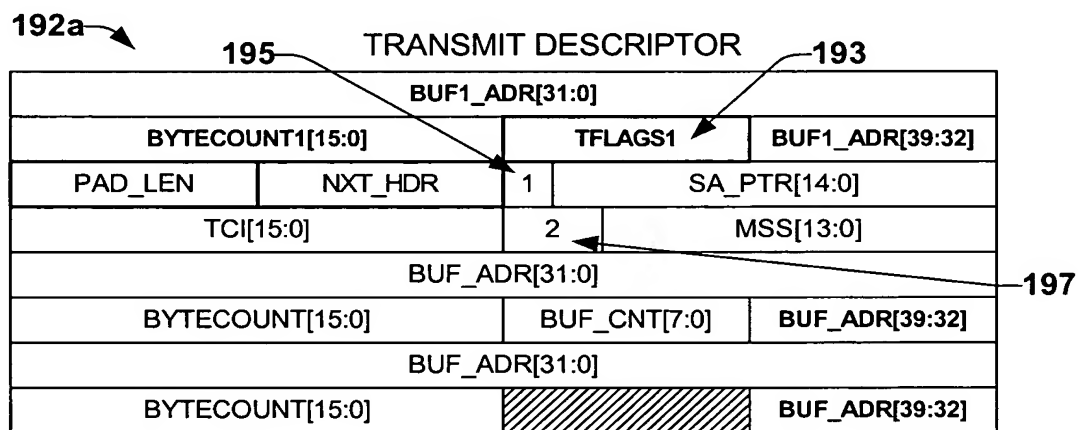 192a
TRANSMIT DESCRIPTOR
195
193
BUF1_ADR[31:0]
BYTECOUNT1[15:0] TFLAGS1 BUF1_ADR[39:32]
PAD_LEN NXT_HDR 1 SA_PTR[14:0]
TCI[15:0] 2 MSS[13:0]
BUF_ADR[31:0]
197
BYTECOUNT[15:0] BUF_CNT[7:0] BUF_ADR[39:32]
BUF_ADR[31:0]
BYTECOUNT[15:0] BUF_ADR[39:32]